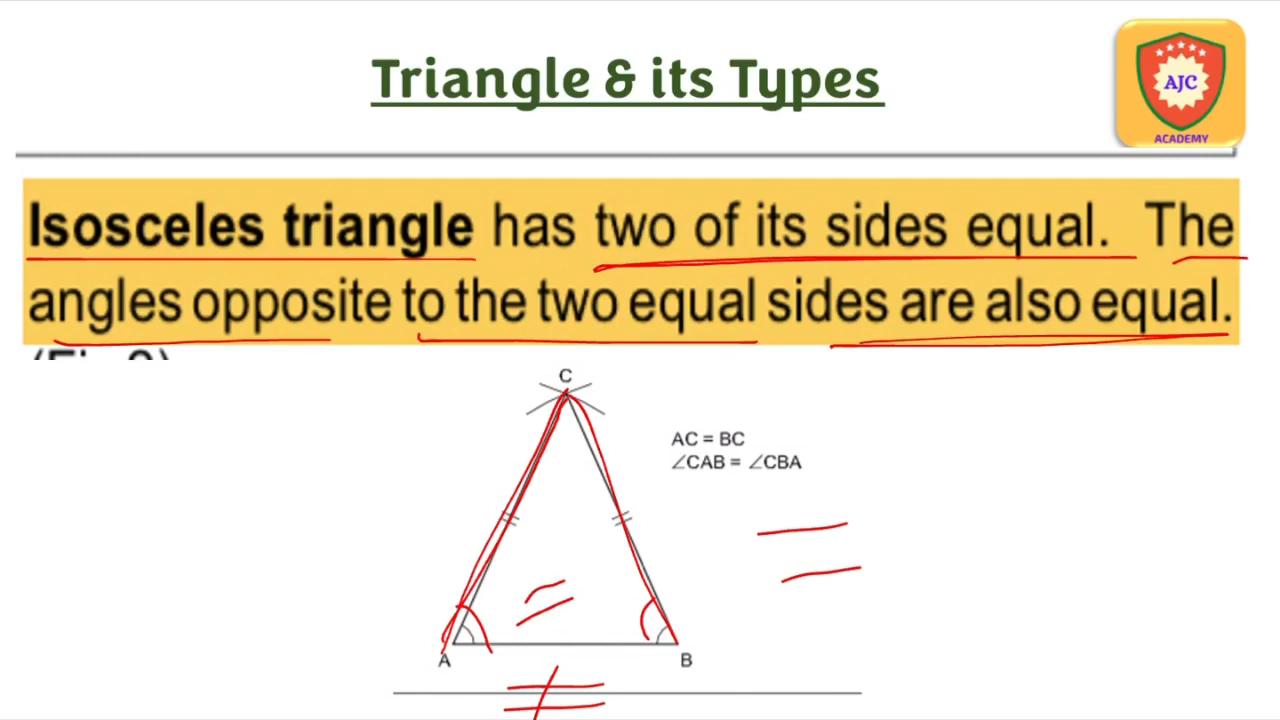 Triangle & its Types
AJC
ACADEMY
Isosceles triangle has two of its sides equal. The
angles opposite to the two equal sides are also equal.
C
AC = BC
∠CAB = ∠CBA
=
=
A
B
≠